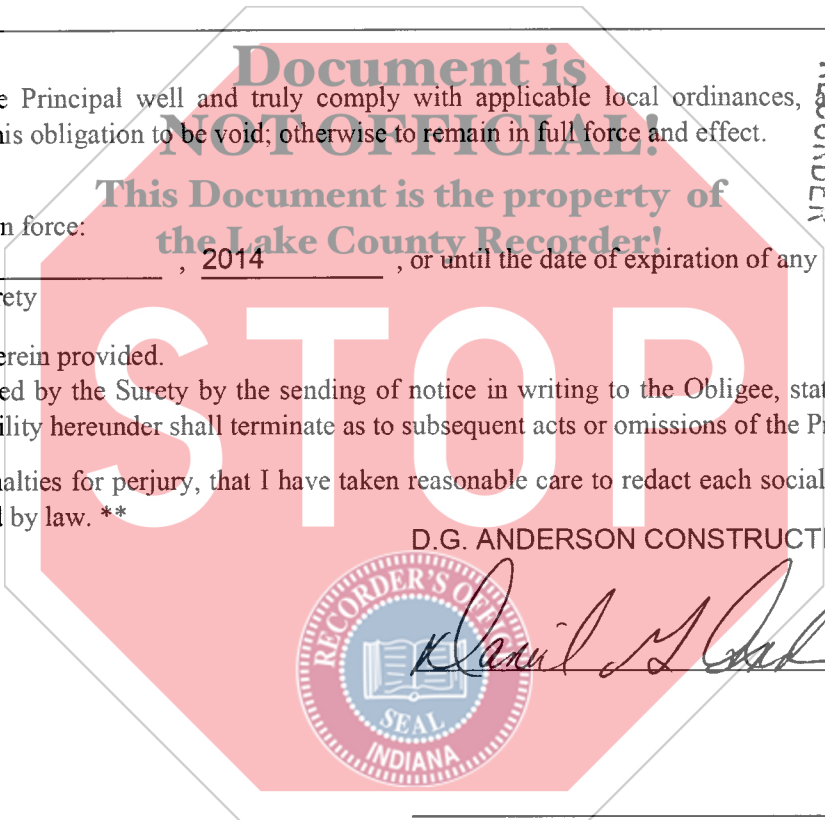 Document is
e Principal well and truly comply with applicable local ordinances,
is obligation to be void; otherwise to remain in full force and effect.
NOT OFFICIAL!
This Document is the property of
n force:
the Lake County Recorder!
, 2014 , or until the date of expiration of any
ety
erein provided.
ed by the Surety by the sending of notice in writing to the Obligee, stat
ility hereunder shall terminate as to subsequent acts or omissions of the P
alties for perjury, that I have taken reasonable care to redact each social
by law. **
STOP
D.G. ANDERSON CONSTRUCT
RECORDER'S OFFIC
SEAL
INDIANA
RECORDER